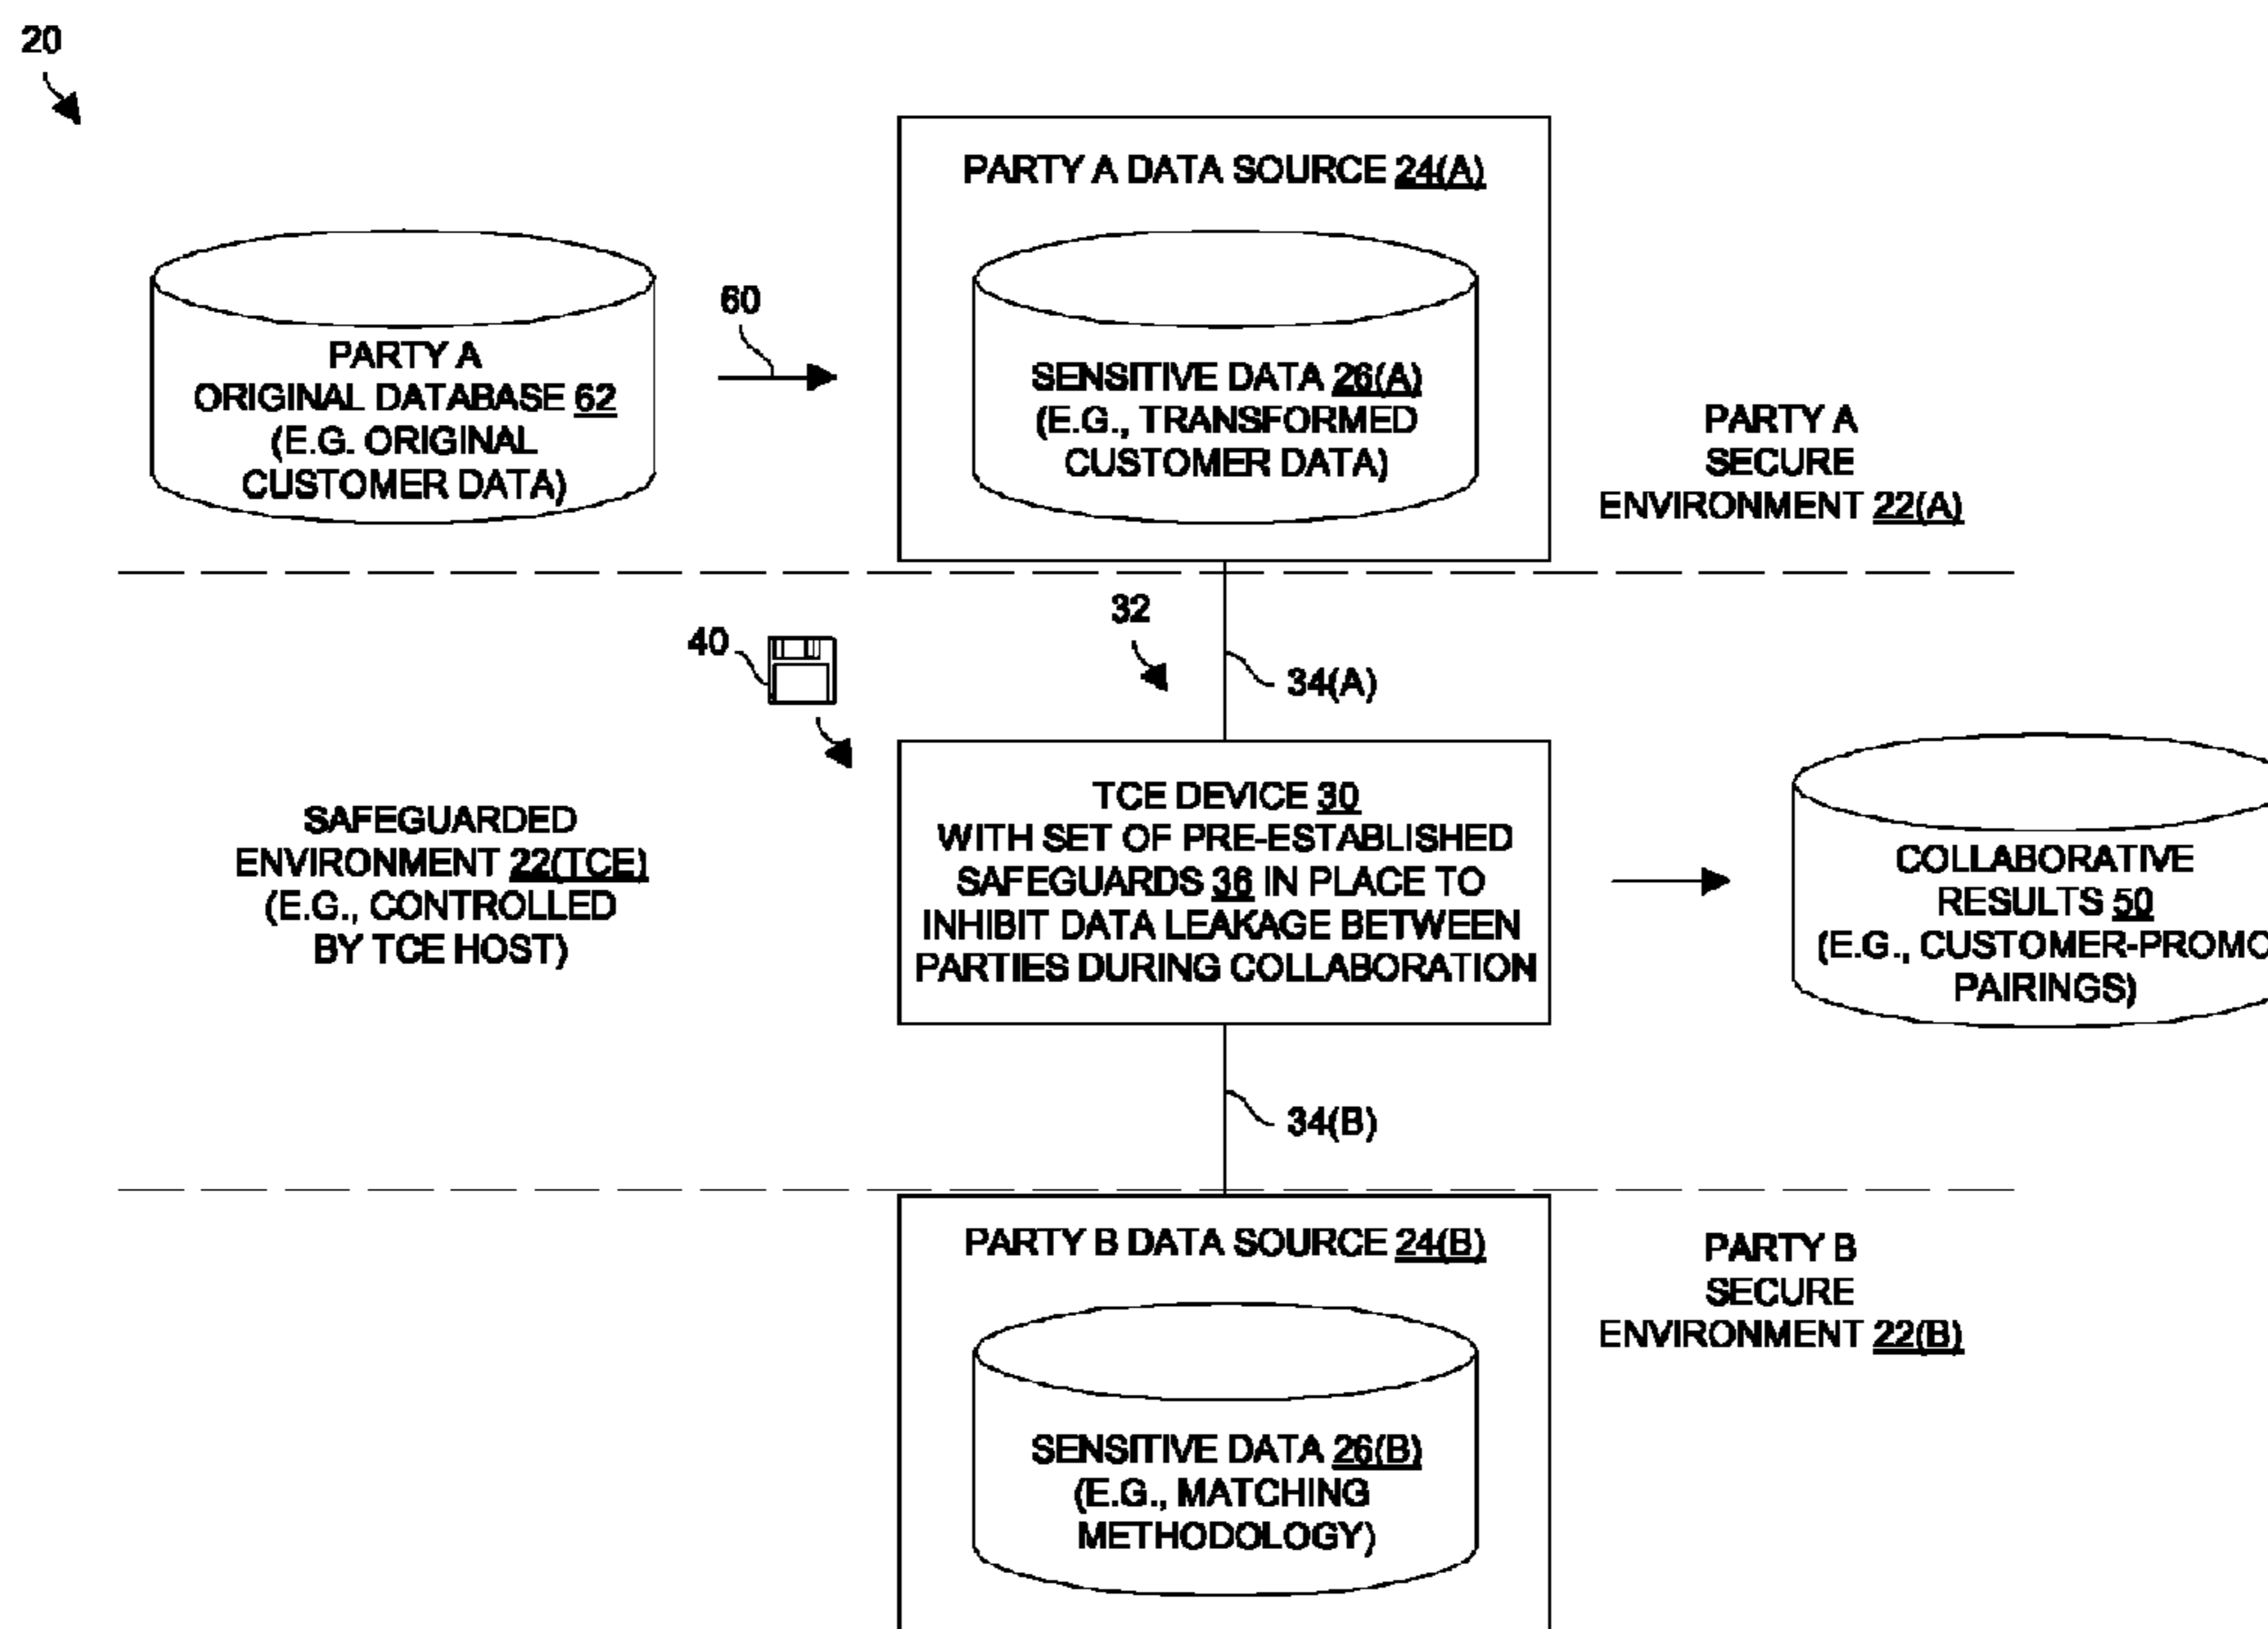 20
PARTY A DATA SOURCE 24(A)
PARTY A
ORIGINAL DATABASE 62
(E.G. ORIGINAL
CUSTOMER DATA)
60
SENSITIVE DATA 26(A)
(E.G., TRANSFORMED
CUSTOMER DATA)
PARTY A
SECURE
ENVIRONMENT 22(A)
40
32
34(A)
SAFEGUARDED
ENVIRONMENT 22(TCE)
(E.G., CONTROLLED
BY TCE HOST)
TCE DEVICE 30
WITH SET OF PRE-ESTABLISHED
SAFEGUARDS 36 IN PLACE TO
INHIBIT DATA LEAKAGE BETWEEN
PARTIES DURING COLLABORATION
COLLABORATIVE
RESULTS 50
(E.G., CUSTOMER-PROMO
PAIRINGS)
34(B)
PARTY B DATA SOURCE 24(B)
PARTY B
SECURE
ENVIRONMENT 22(B)
SENSITIVE DATA 26(B)
(E.G., MATCHING
METHODOLOGY)